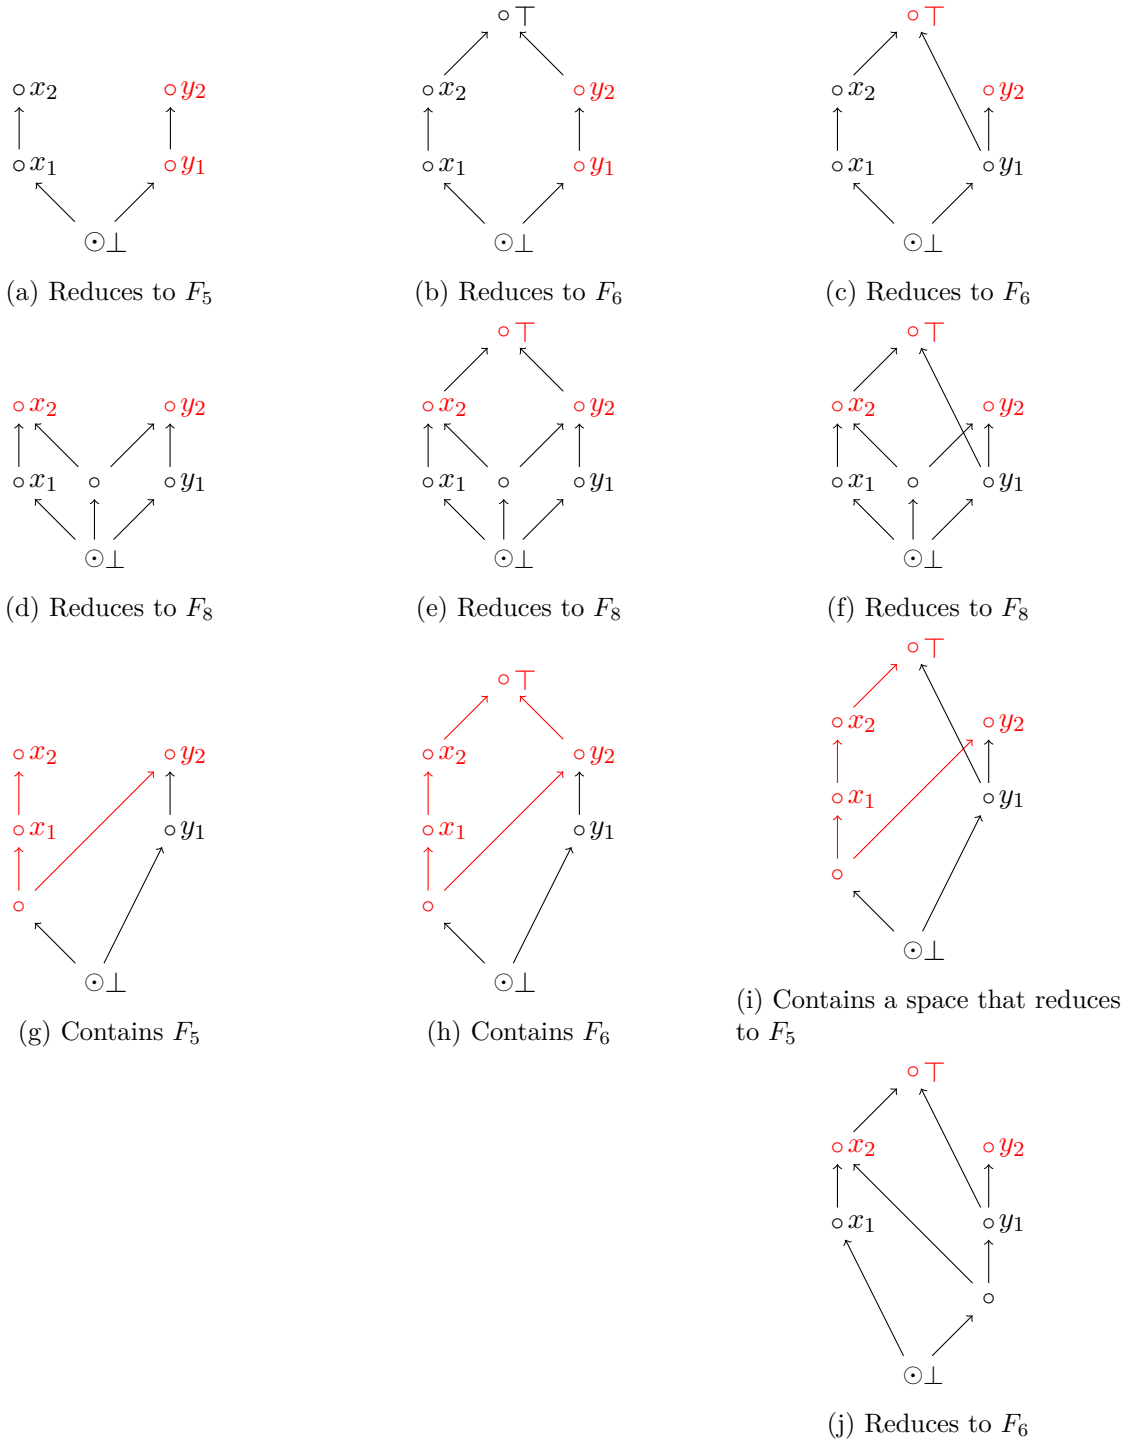 ⊤ ⊤
x₂ y₂ x₂ y₂ x₂ y₂
x₁ y₁ x₁ y₁ x₁ y₁
⊥ ⊥ ⊥
(a) Reduces to F₅ (b) Reduces to F₆ (c) Reduces to F₆
⊤ ⊤
x₂ y₂ x₂ y₂ x₂ y₂
x₁ y₁ x₁ y₁ x₁ y₁
⊥ ⊥ ⊥
(d) Reduces to F₈ (e) Reduces to F₈ (f) Reduces to F₈
⊤
⊤
x₂ y₂
x₂ y₂ x₂ y₂
x₁ y₁
x₁ y₁ x₁ y₁
⊥
⊥ ⊥
(i) Contains a space that reduces
(g) Contains F₅ (h) Contains F₆ to F₅
⊤
x₂ y₂
x₁ y₁
⊥
(j) Reduces to F₆